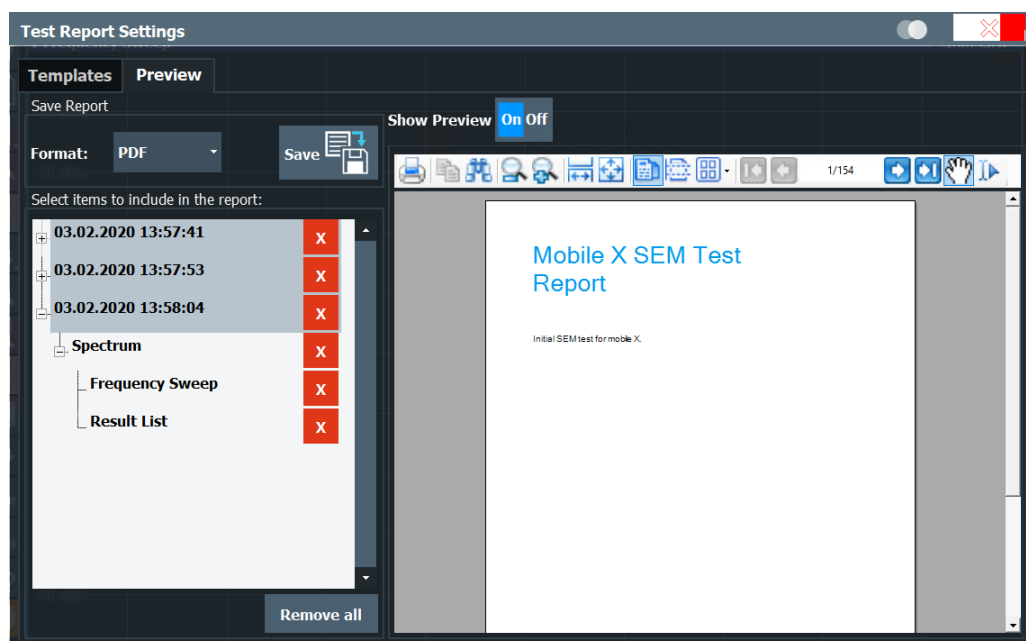 Test Report Settings
Templates Preview
Save Report
Format: PDF Save
Select items to include in the report:
03.02.2020 13:57:41 X
03.02.2020 13:57:53 X
03.02.2020 13:58:04 X
Spectrum X
Frequency Sweep X
Result List X
Remove all
Show Preview On Off
1/154
Mobile X SEM Test
Report
Initial SEM test for mobile X.